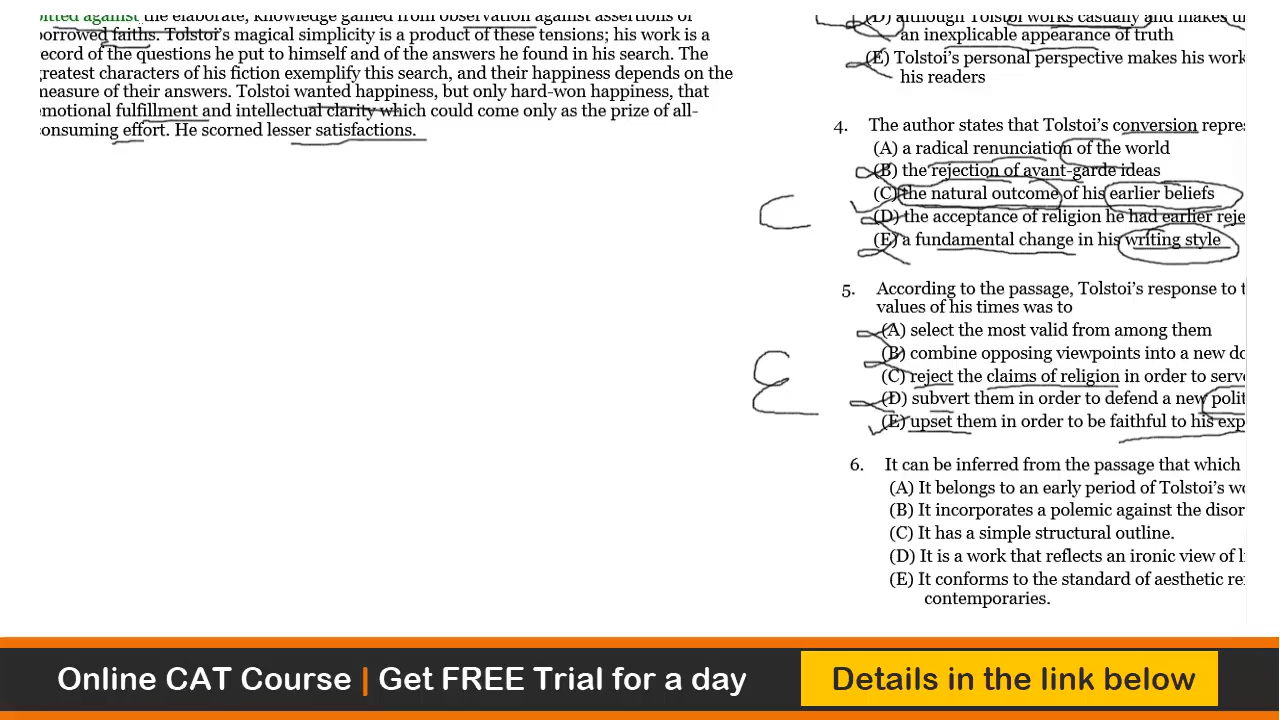 pitted against the elaborate, knowledge gained from observation against assertions of
borrowed faiths. Tolstoi's magical simplicity is a product of these tensions; his work is a
record of the questions he put to himself and of the answers he found in his search. The
greatest characters of his fiction exemplify this search, and their happiness depends on the
measure of their answers. Tolstoi wanted happiness, but only hard-won happiness, that
emotional fulfillment and intellectual clarity which could come only as the prize of all-
consuming effort. He scorned lesser satisfactions.
(D) although Tolstoi works casually and makes
an inexplicable appearance of truth
(E) Tolstoi's personal perspective makes his work
his readers
4. The author states that Tolstoi's conversion
(A) a radical renunciation of the world
(B) the rejection of avant-garde ideas
(C) the natural outcome of his earlier beliefs
(D) the acceptance of religion he had earlier
(E) a fundamental change in his writing style
C
5. According to the passage, Tolstoi's response to
values of his times was to
(A) select the most valid from among them
(B) combine opposing viewpoints into a new
(C) reject the claims of religion in order to
(D) subvert them in order to defend a new
(E) upset them in order to be faithful to his
E
6. It can be inferred from the passage that which
(A) It belongs to an early period of Tolstoi's
(B) It incorporates a polemic against the
(C) It has a simple structural outline.
(D) It is a work that reflects an ironic view of
(E) It conforms to the standard of aesthetic
contemporaries.
Online CAT Course | Get FREE Trial for a day
Details in the link below